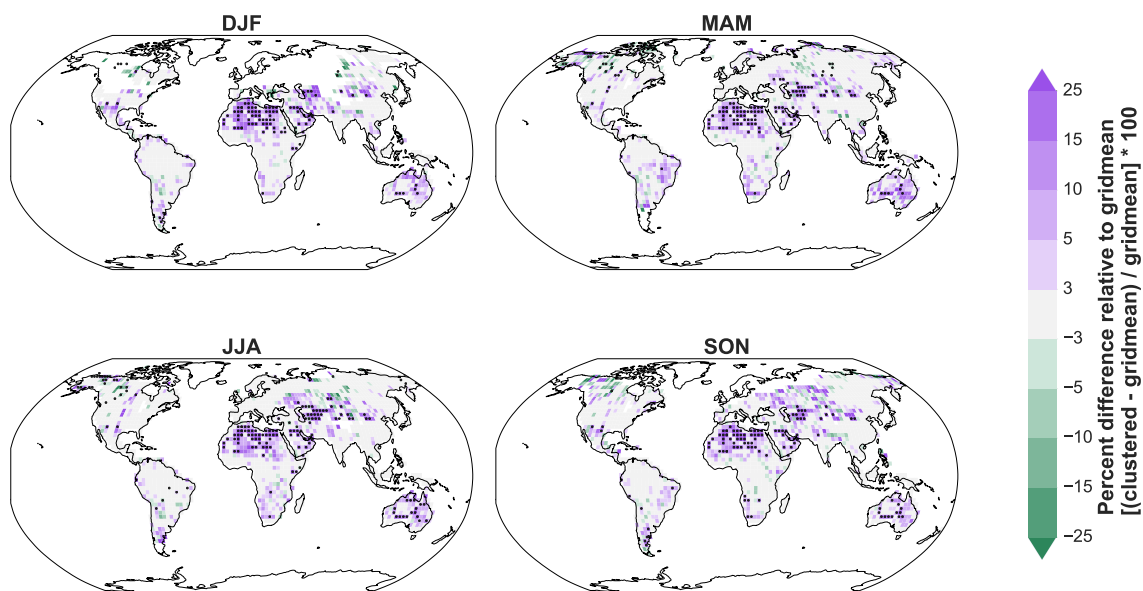 DJF
MAM
JJA
SON
25
15
10
5
3
−3
−5
−10
−15
−25
Percent difference relative to gridmean
[(clustered - gridmean) / gridmean] * 100